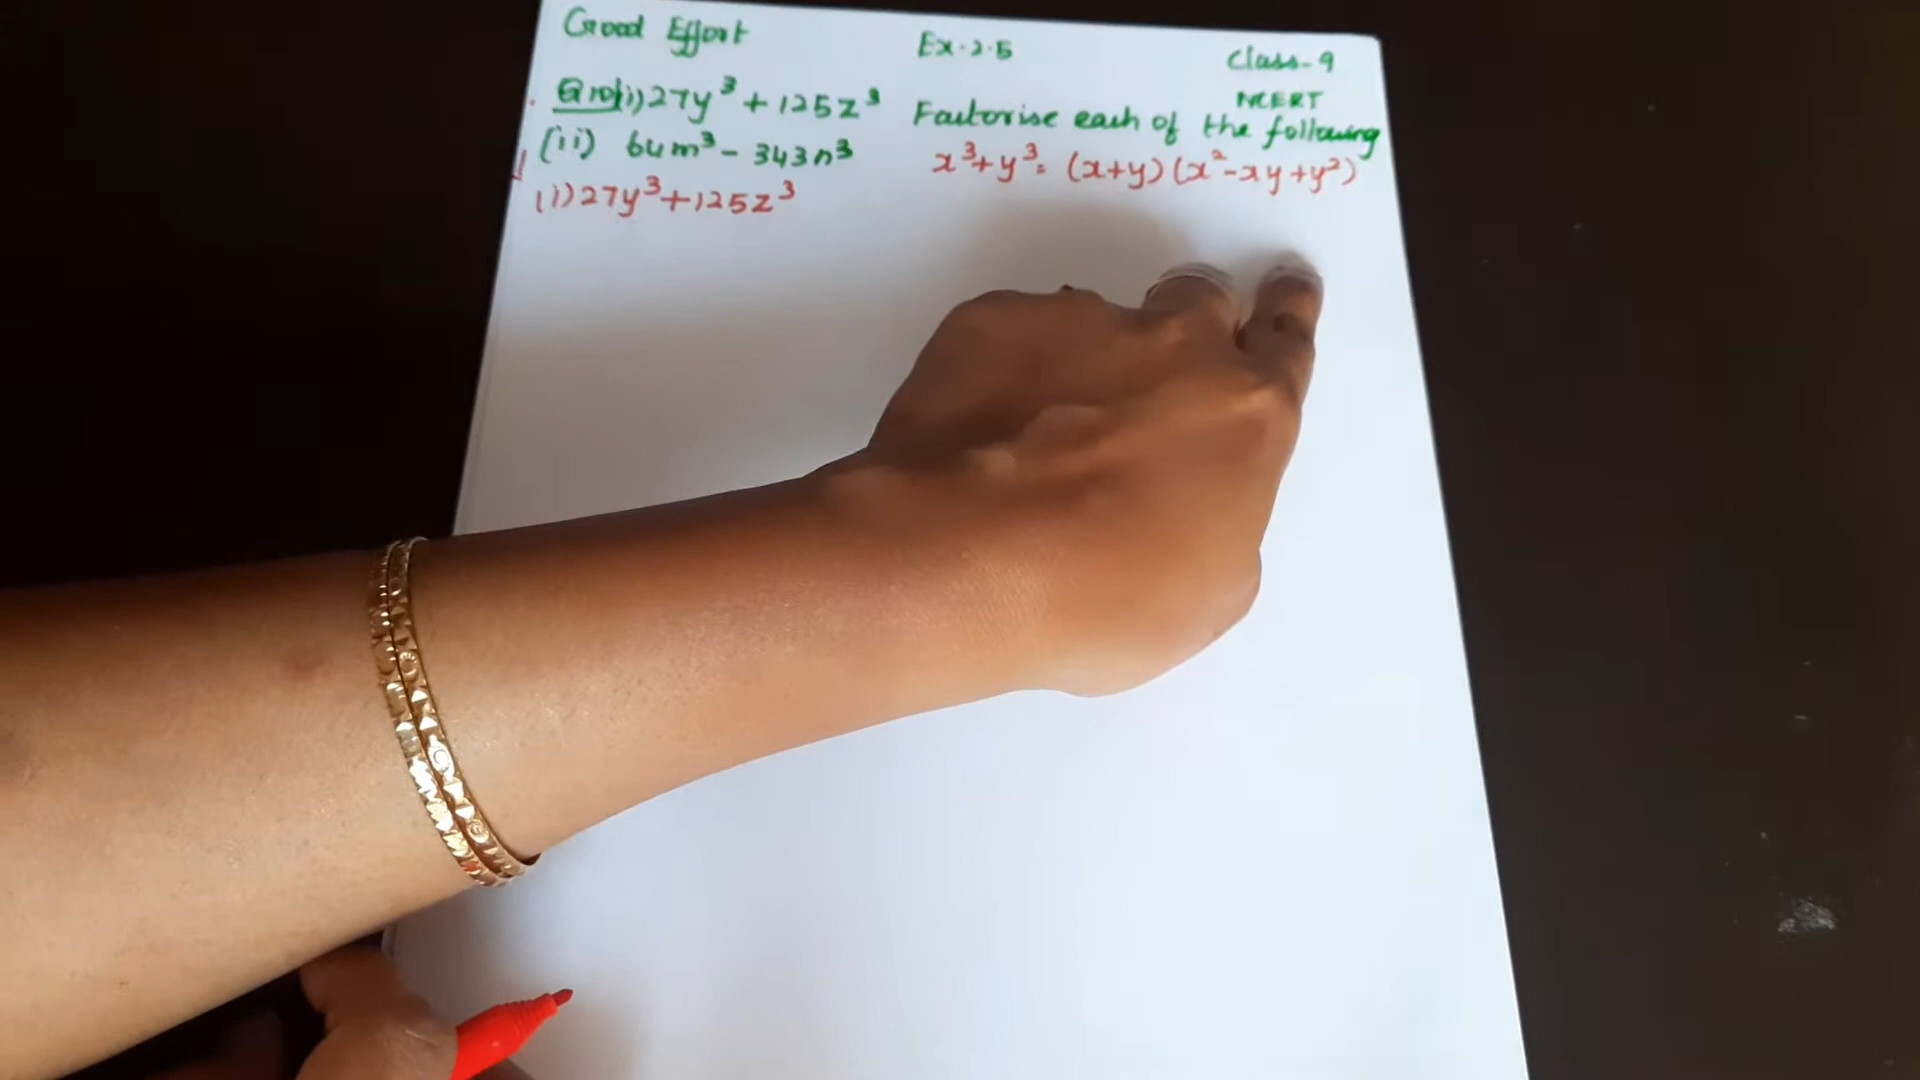 Good Effort Ex.2.5 Class-9
NCERT
Q10(i) 27y³ + 125z³ Factorise each of the following
(ii) 64m³ - 343n³ x³+y³= (x+y)(x²-xy+y²)
(i) 27y³+125z³